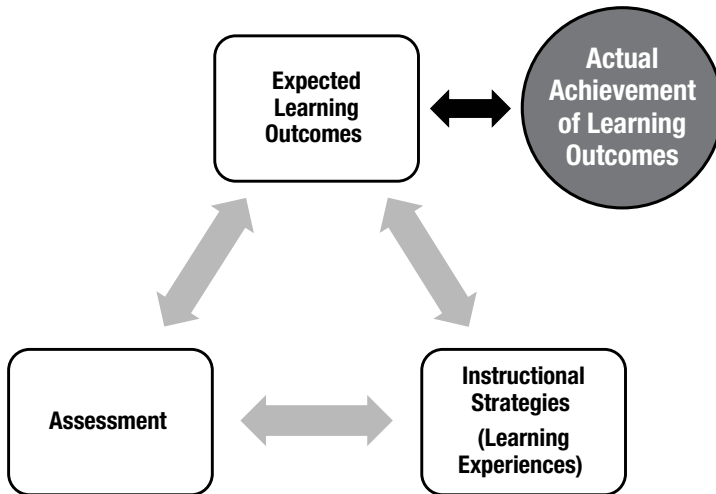 Expected
Learning
Outcomes
Actual
Achievement
of Learning
Outcomes
Assessment
Instructional
Strategies
(Learning
Experiences)